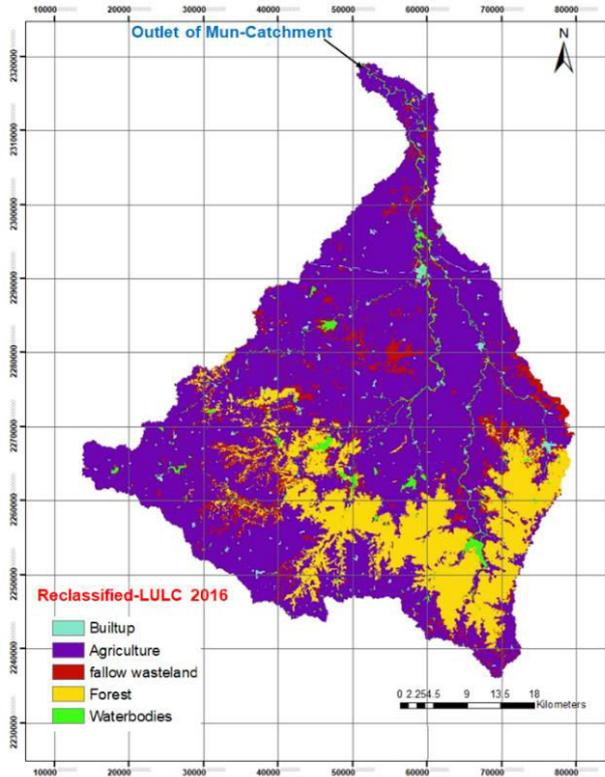 10000 20000 30000 40000 50000 60000 70000 80000
Outlet of Mun-Catchment
N
2320000
2310000
2300000
2290000
2280000
2270000
2260000
2250000
2240000
2230000
Reclassified-LULC 2016
Builtup
Agriculture
fallow wasteland
Forest
Waterbodies
0 2.254.5 9 13.5 18
Kilometers
10000 20000 30000 40000 50000 60000 70000 80000